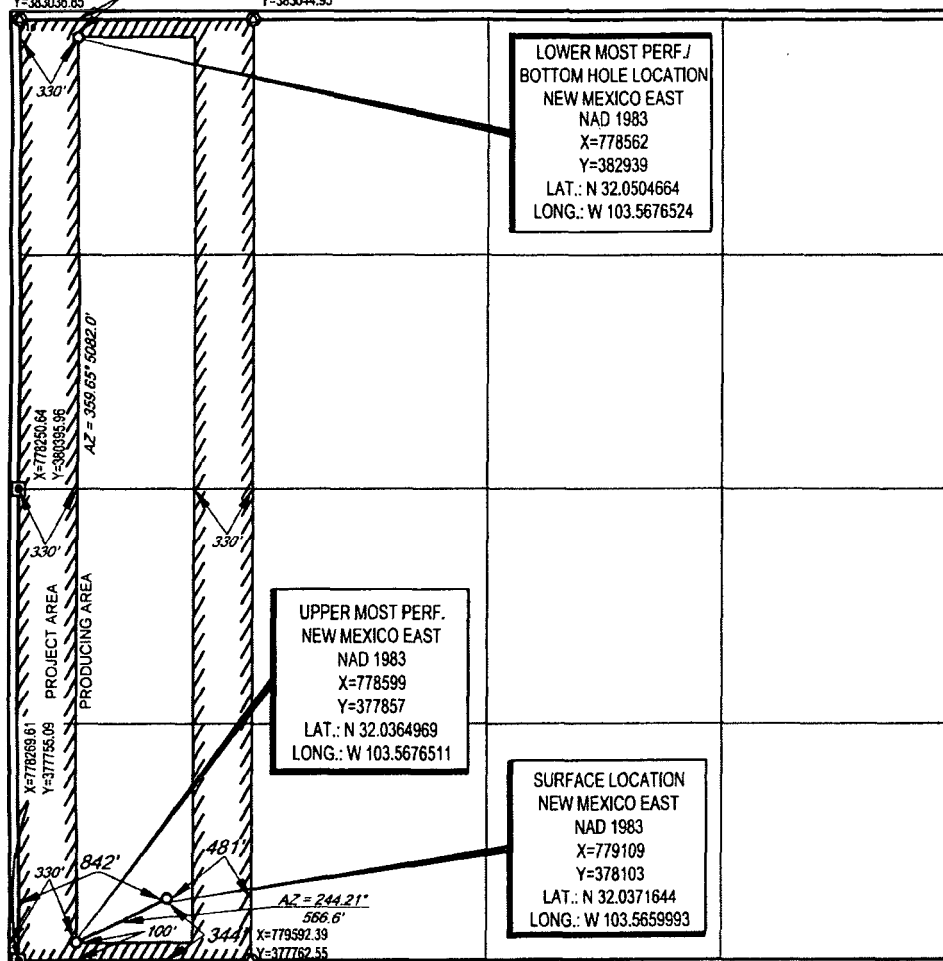 Y=383036.65
Y=383044.95
330'
LOWER MOST PERF./
BOTTOM HOLE LOCATION
NEW MEXICO EAST
NAD 1983
X=778562
Y=382939
LAT.: N 32.0504664
LONG.: W 103.5676524
AZ = 359.65° 5082.0'
X=778250.64
Y=380395.96
330'
330'
PROJECT AREA
PRODUCING AREA
UPPER MOST PERF.
NEW MEXICO EAST
NAD 1983
X=778599
Y=377857
LAT.: N 32.0364969
LONG.: W 103.5676511
X=778269.61
Y=377755.09
SURFACE LOCATION
NEW MEXICO EAST
NAD 1983
X=779109
Y=378103
LAT.: N 32.0371644
LONG.: W 103.5659993
330'
842'
481'
AZ = 244.21°
566.6'
100'
344'
X=779592.39
Y=377762.55